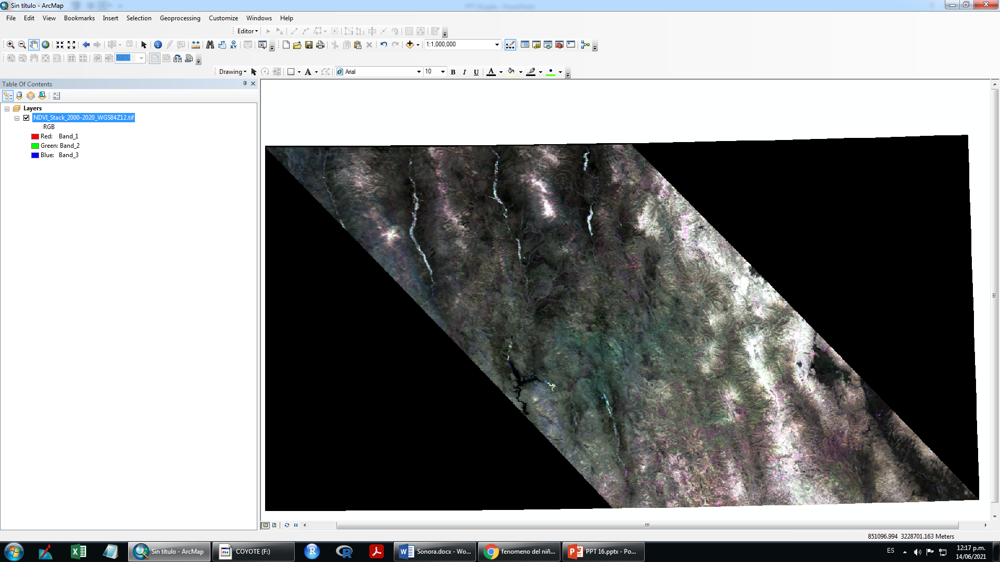 Sin título - ArcMap
File Edit View Bookmarks Insert Selection Geoprocessing Customize Windows Help
Editor
1:1,000,000
100%
Drawing A Arial 10 B I U A
Table Of Contents
Layers
NDVI_Stack_2000-2020_WGS84Z12.tif
RGB
Red: Band_1
Green: Band_2
Blue: Band_3
851096.994 3228701.163 Meters
Sin título - ArcMap
COYOTE (F:)
Sonora.docx - Wo...
fenomeno del niñ...
PPT 16.pptx - Po...
ES
12:17 p.m.
14/06/2021